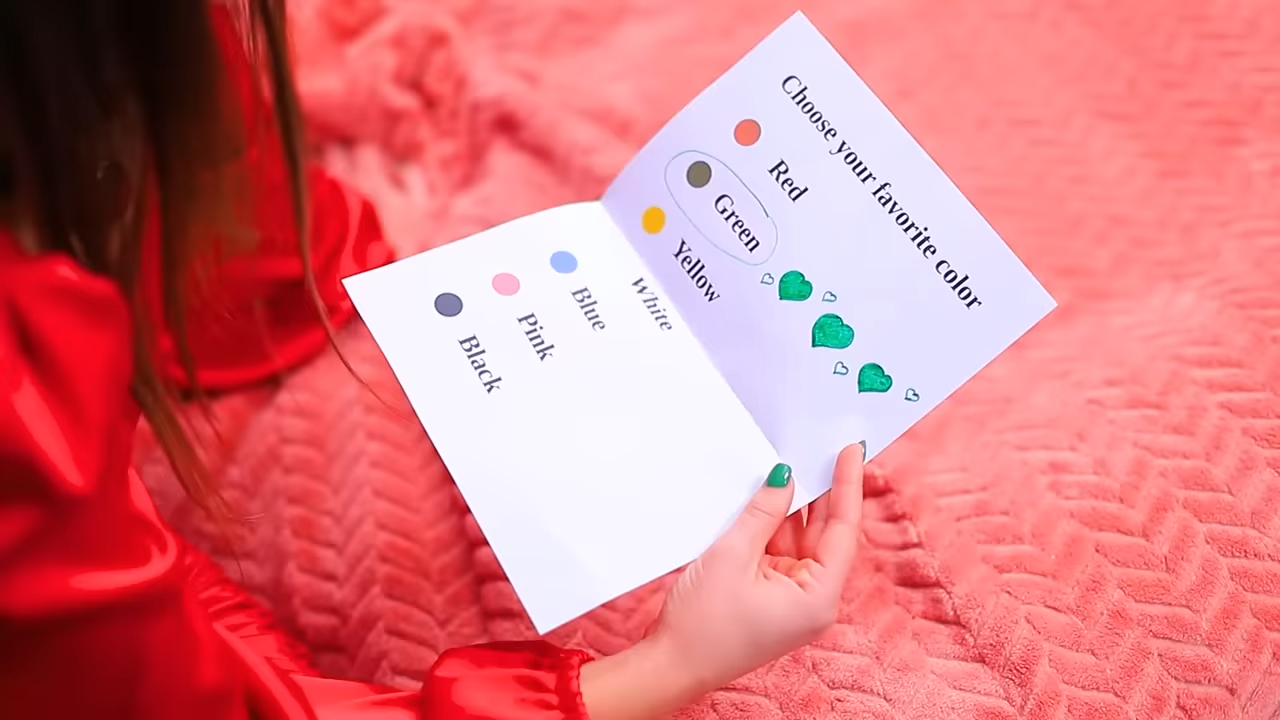 Choose your favorite color
Red
Green
Yellow
White
Blue
Pink
Black